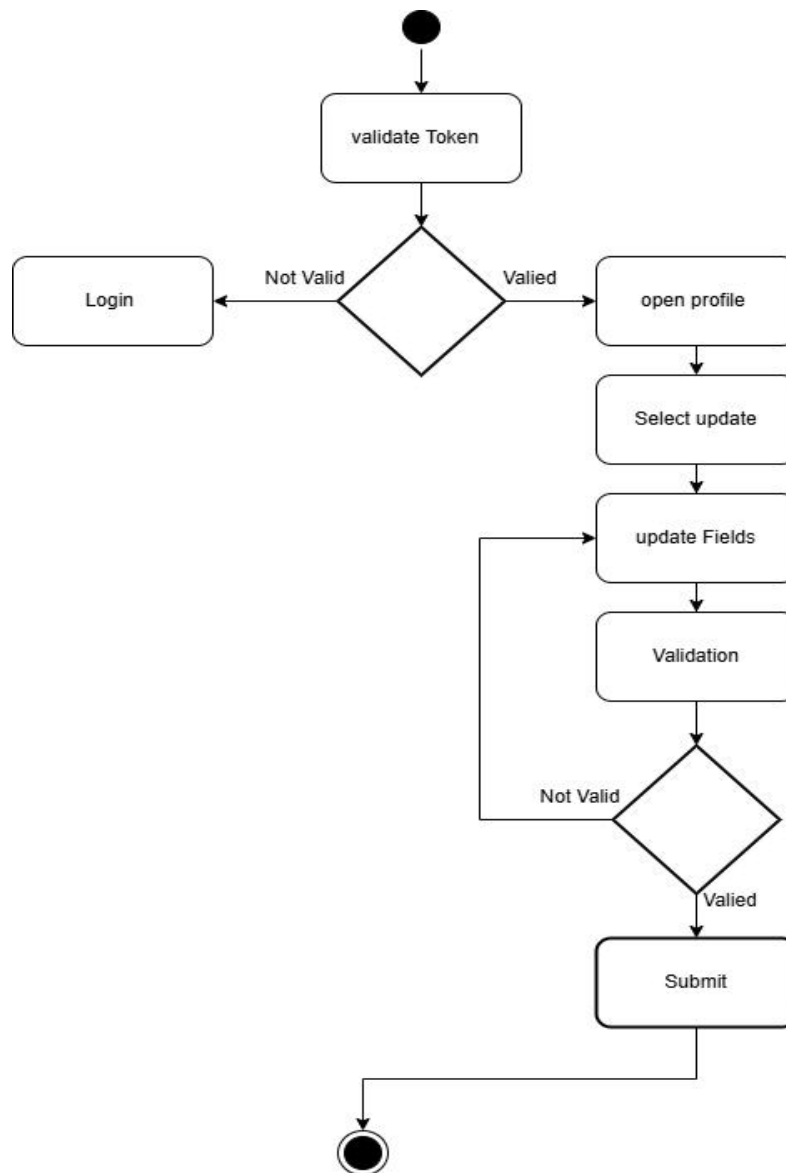 validate Token
Not Valid
Valied
Login
open profile
Select update
update Fields
Validation
Not Valid
Valied
Submit